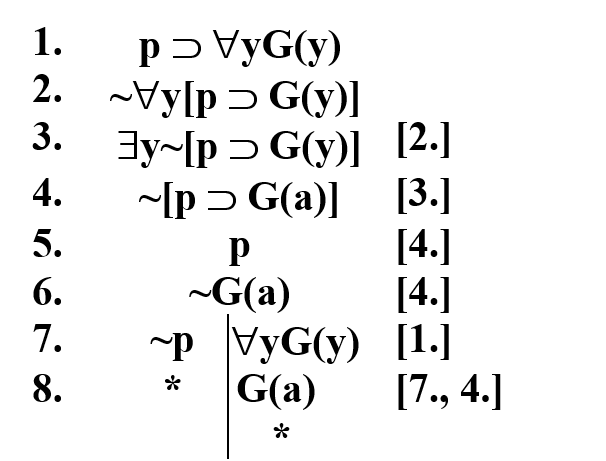 1. p ⊃ ∀yG(y)
2. ~∀y[p ⊃ G(y)]
3. ∃y~[p ⊃ G(y)] [2.]
4. ~[p ⊃ G(a)] [3.]
5. p [4.]
6. ~G(a) [4.]
7. ~p ∀yG(y) [1.]
8. * G(a) [7., 4.]
*